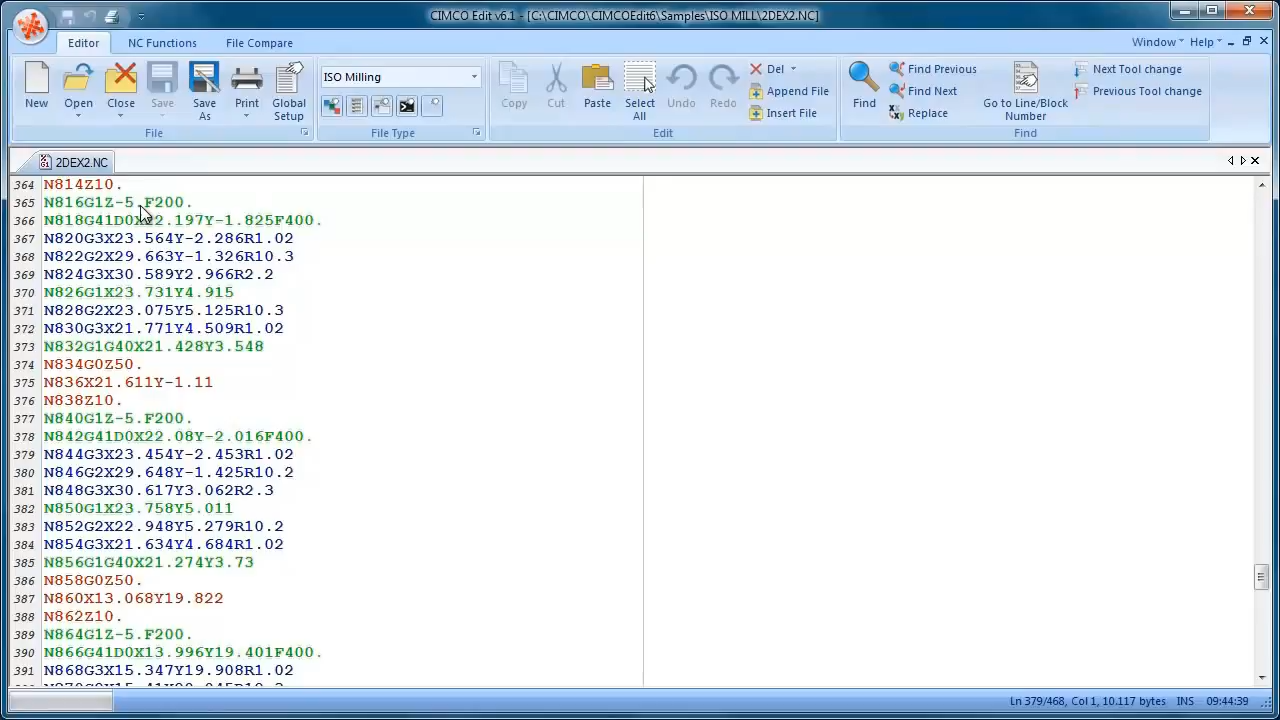 CIMCO Edit v6.1 - [C:\CIMCO\CIMCOEdit6\Samples\ISO MILL\2DEX2.NC]
Editor NC Functions File Compare Window Help
New Open Close Save Save As Print Global Setup
File
ISO Milling
File Type
Copy Cut Paste Select All Undo Redo
Del
Append File
Insert File
Edit
Find
Find Previous
Find Next
Replace
Go to Line/Block Number
Next Tool change
Previous Tool change
Find
2DEX2.NC
364 N814Z10.
365 N816G1Z-5.F200.
366 N818G41D0X22.197Y-1.825F400.
367 N820G3X23.564Y-2.286R1.02
368 N822G2X29.663Y-1.326R10.3
369 N824G3X30.589Y2.966R2.2
370 N826G1X23.731Y4.915
371 N828G2X23.075Y5.125R10.3
372 N830G3X21.771Y4.509R1.02
373 N832G1G40X21.428Y3.548
374 N834G0Z50.
375 N836X21.611Y-1.11
376 N838Z10.
377 N840G1Z-5.F200.
378 N842G41D0X22.08Y-2.016F400.
379 N844G3X23.454Y-2.453R1.02
380 N846G2X29.648Y-1.425R10.2
381 N848G3X30.617Y3.062R2.3
382 N850G1X23.758Y5.011
383 N852G2X22.948Y5.279R10.2
384 N854G3X21.634Y4.684R1.02
385 N856G1G40X21.274Y3.73
386 N858G0Z50.
387 N860X13.068Y19.822
388 N862Z10.
389 N864G1Z-5.F200.
390 N866G41D0X13.996Y19.401F400.
391 N868G3X15.347Y19.908R1.02
Ln 379/468, Col 1, 10.117 bytes INS 09:44:39